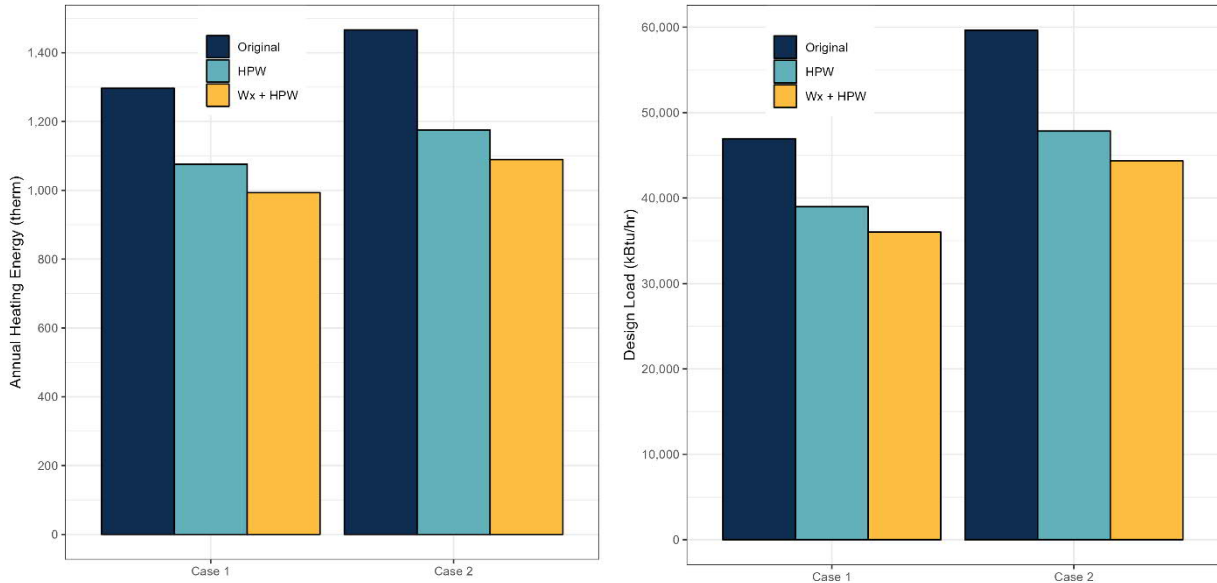 Annual Heating Energy (therm)
1,400
1,200
1,000
800
600
400
200
0
Original
HPW
Wx + HPW
Case 1
Case 2
Design Load (kBtu/hr)
60,000
50,000
40,000
30,000
20,000
10,000
0
Original
HPW
Wx + HPW
Case 1
Case 2